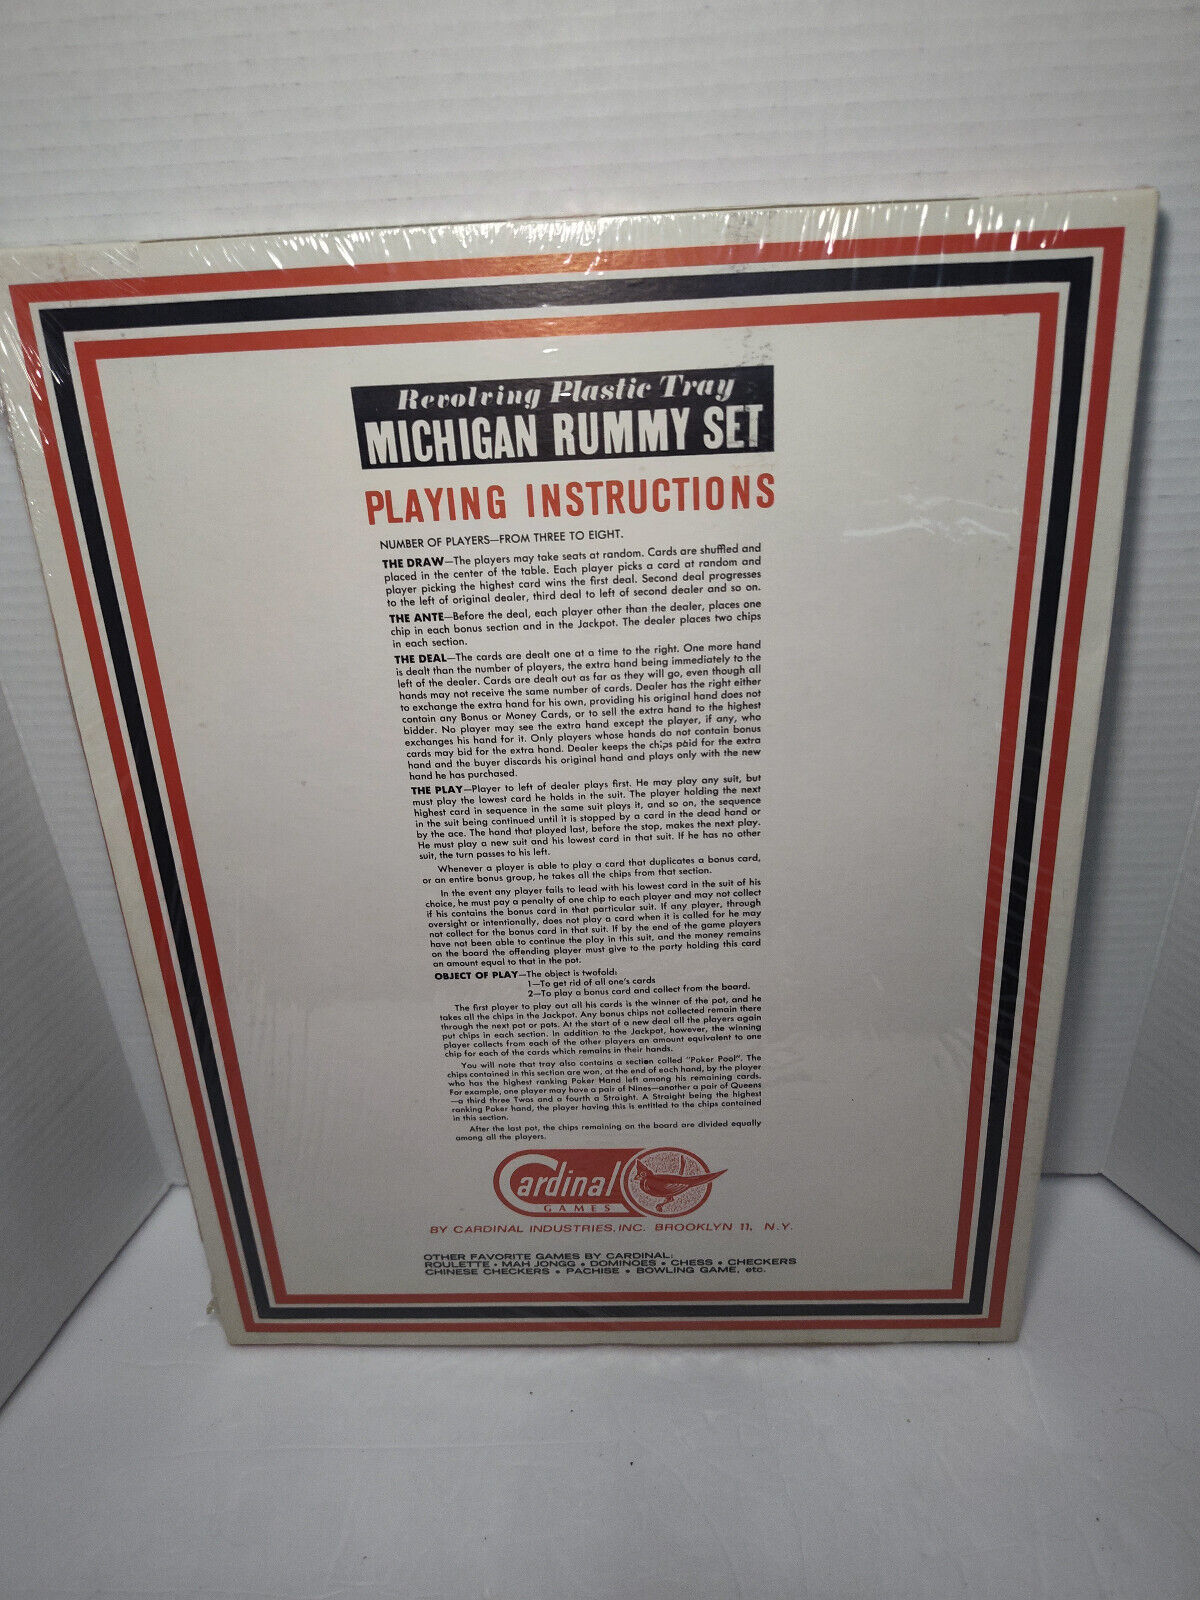 Revolving Plastic Tray
MICHIGAN RUMMY SET
PLAYING INSTRUCTIONS
NUMBER OF PLAYERS—FROM THREE TO EIGHT.
THE DRAW—The players may take seats at random. Cards are shuffled and
placed in the center of the table. Each player picks a card at random and
player picking the highest card wins the first deal. Second deal progresses
to the left of original dealer, third deal to left of second dealer and so on.
THE ANTE—Before the deal, each player other than the dealer, places one
chip in each bonus section and in the Jackpot. The dealer places two chips
in each section.
THE DEAL—The cards are dealt one at a time to the right. One more hand
is dealt than the number of players, the extra hand being immediately to the
left of the dealer. Cards are dealt out as far as they will go, even though all
hands may not receive the same number of cards. Dealer has the right either
to exchange the extra hand for his own, providing his original hand does not
contain any Bonus or Money Cards, or to sell the extra hand to the highest
bidder. No player may see the extra hand except the player, if any, who
exchanges his hand for it. Only players whose hands do not contain bonus
cards may bid for the extra hand. Dealer keeps the chips paid for the extra
hand and the buyer discards his original hand and plays only with the new
hand he has purchased.
THE PLAY—Player to left of dealer plays first. He may play any suit, but
must play the lowest card he holds in the suit. The player holding the next
highest card in sequence in the same suit plays it, and so on, the sequence
in the suit being continued until it is stopped by a card in the dead hand or
by the ace. The hand that played last, before the stop, makes the next play.
He must play a new suit and his lowest card in that suit. If he has no other
suit, the turn passes to his left.
Whenever a player is able to play a card that duplicates a bonus card,
or an entire bonus group, he takes all the chips from that section.
In the event any player fails to lead with his lowest card in the suit of his
choice, he must pay a penalty of one chip to each player and may not collect
if his contains the bonus card in that particular suit. If any player, through
oversight or intentionally, does not play a card when it is called for he may
not collect for the bonus card in that suit. If by the end of the game players
have not been able to continue the play in this suit, and the money remains
on the board the offending player must give to the party holding this card
an amount equal to that in the pot.
OBJECT OF PLAY—The object is twofold:
1—To get rid of all one's cards
2—To play a bonus card and collect from the board.
The first player to play out all his cards is the winner of the pot, and he
takes all the chips in the Jackpot. Any bonus chips not collected remain there
through the next pot or pots. At the start of a new deal all the players again
put chips in each section. In addition to the Jackpot, however, the winning
player collects from each of the other players an amount equivalent to one
chip for each of the cards which remains in their hands.
You will note that tray also contains a section called "Poker Pool". The
chips contained in this section are won, at the end of each hand, by the player
who has the highest ranking Poker Hand left among his remaining cards.
For example, one player may have a pair of Nines—another a pair of Queens
—a third three Twos and a fourth a Straight. A Straight being the highest
ranking Poker hand, the player having this is entitled to the chips contained
in this section.
After the last pot, the chips remaining on the board are divided equally
among all the players.
Cardinal
GAMES
BY CARDINAL INDUSTRIES, INC. BROOKLYN 11, N.Y.
OTHER FAVORITE GAMES BY CARDINAL:
ROULETTE • MAH JONGG • DOMINOES • CHESS • CHECKERS
CHINESE CHECKERS • PACHISE • BOWLING GAME, etc.